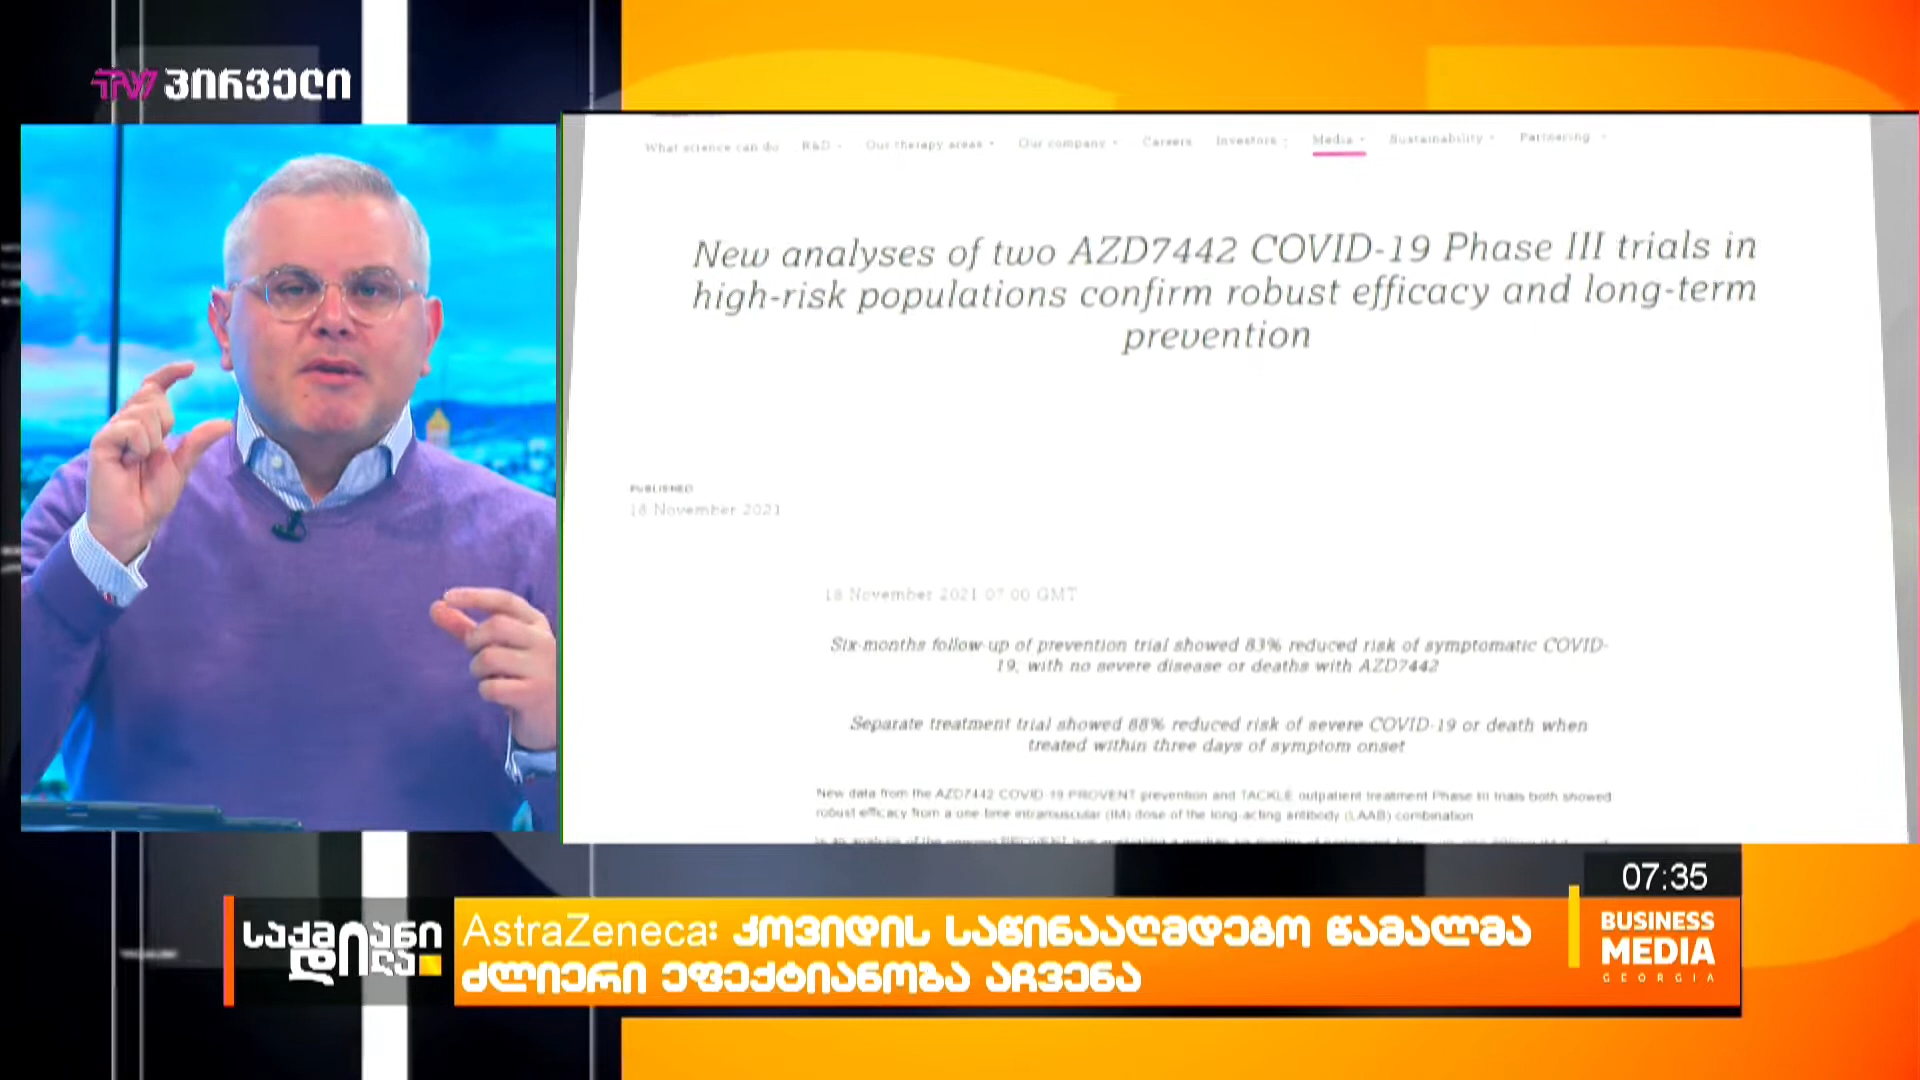 TV პირველი
What science can do R&D Our therapy areas Our company Careers Investors Media Sustainability Partnering
New analyses of two AZD7442 COVID-19 Phase III trials in
high-risk populations confirm robust efficacy and long-term
prevention
PUBLISHED
18 November 2021
18 November 2021 07:00 GMT
Six-months follow-up of prevention trial showed 83% reduced risk of symptomatic COVID-
19, with no severe disease or deaths with AZD7442
Separate treatment trial showed 88% reduced risk of severe COVID-19 or death when
treated within three days of symptom onset
New data from the AZD7442 COVID-19 PROVENT prevention and TACKLE outpatient treatment Phase III trials both showed
robust efficacy from a one-time intramuscular (IM) dose of the long-acting antibody (LAAB) combination
07:35
საქმიანი
დილა
AstraZeneca: კოვიდის საწინააღმდეგო წამალმა
ძლიერი ეფექტიანობა აჩვენა
BUSINESS
MEDIA
GEORGIA